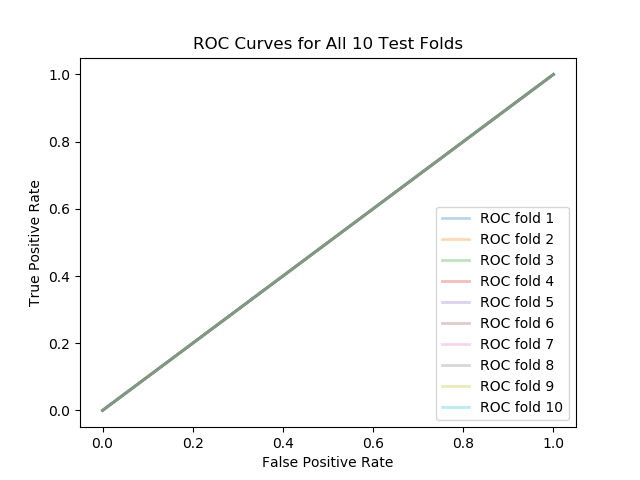 ROC Curves for All 10 Test Folds
True Positive Rate
1.0
0.8
0.6
0.4
0.2
0.0
ROC fold 1
ROC fold 2
ROC fold 3
ROC fold 4
ROC fold 5
ROC fold 6
ROC fold 7
ROC fold 8
ROC fold 9
ROC fold 10
0.0 0.2 0.4 0.6 0.8 1.0
False Positive Rate